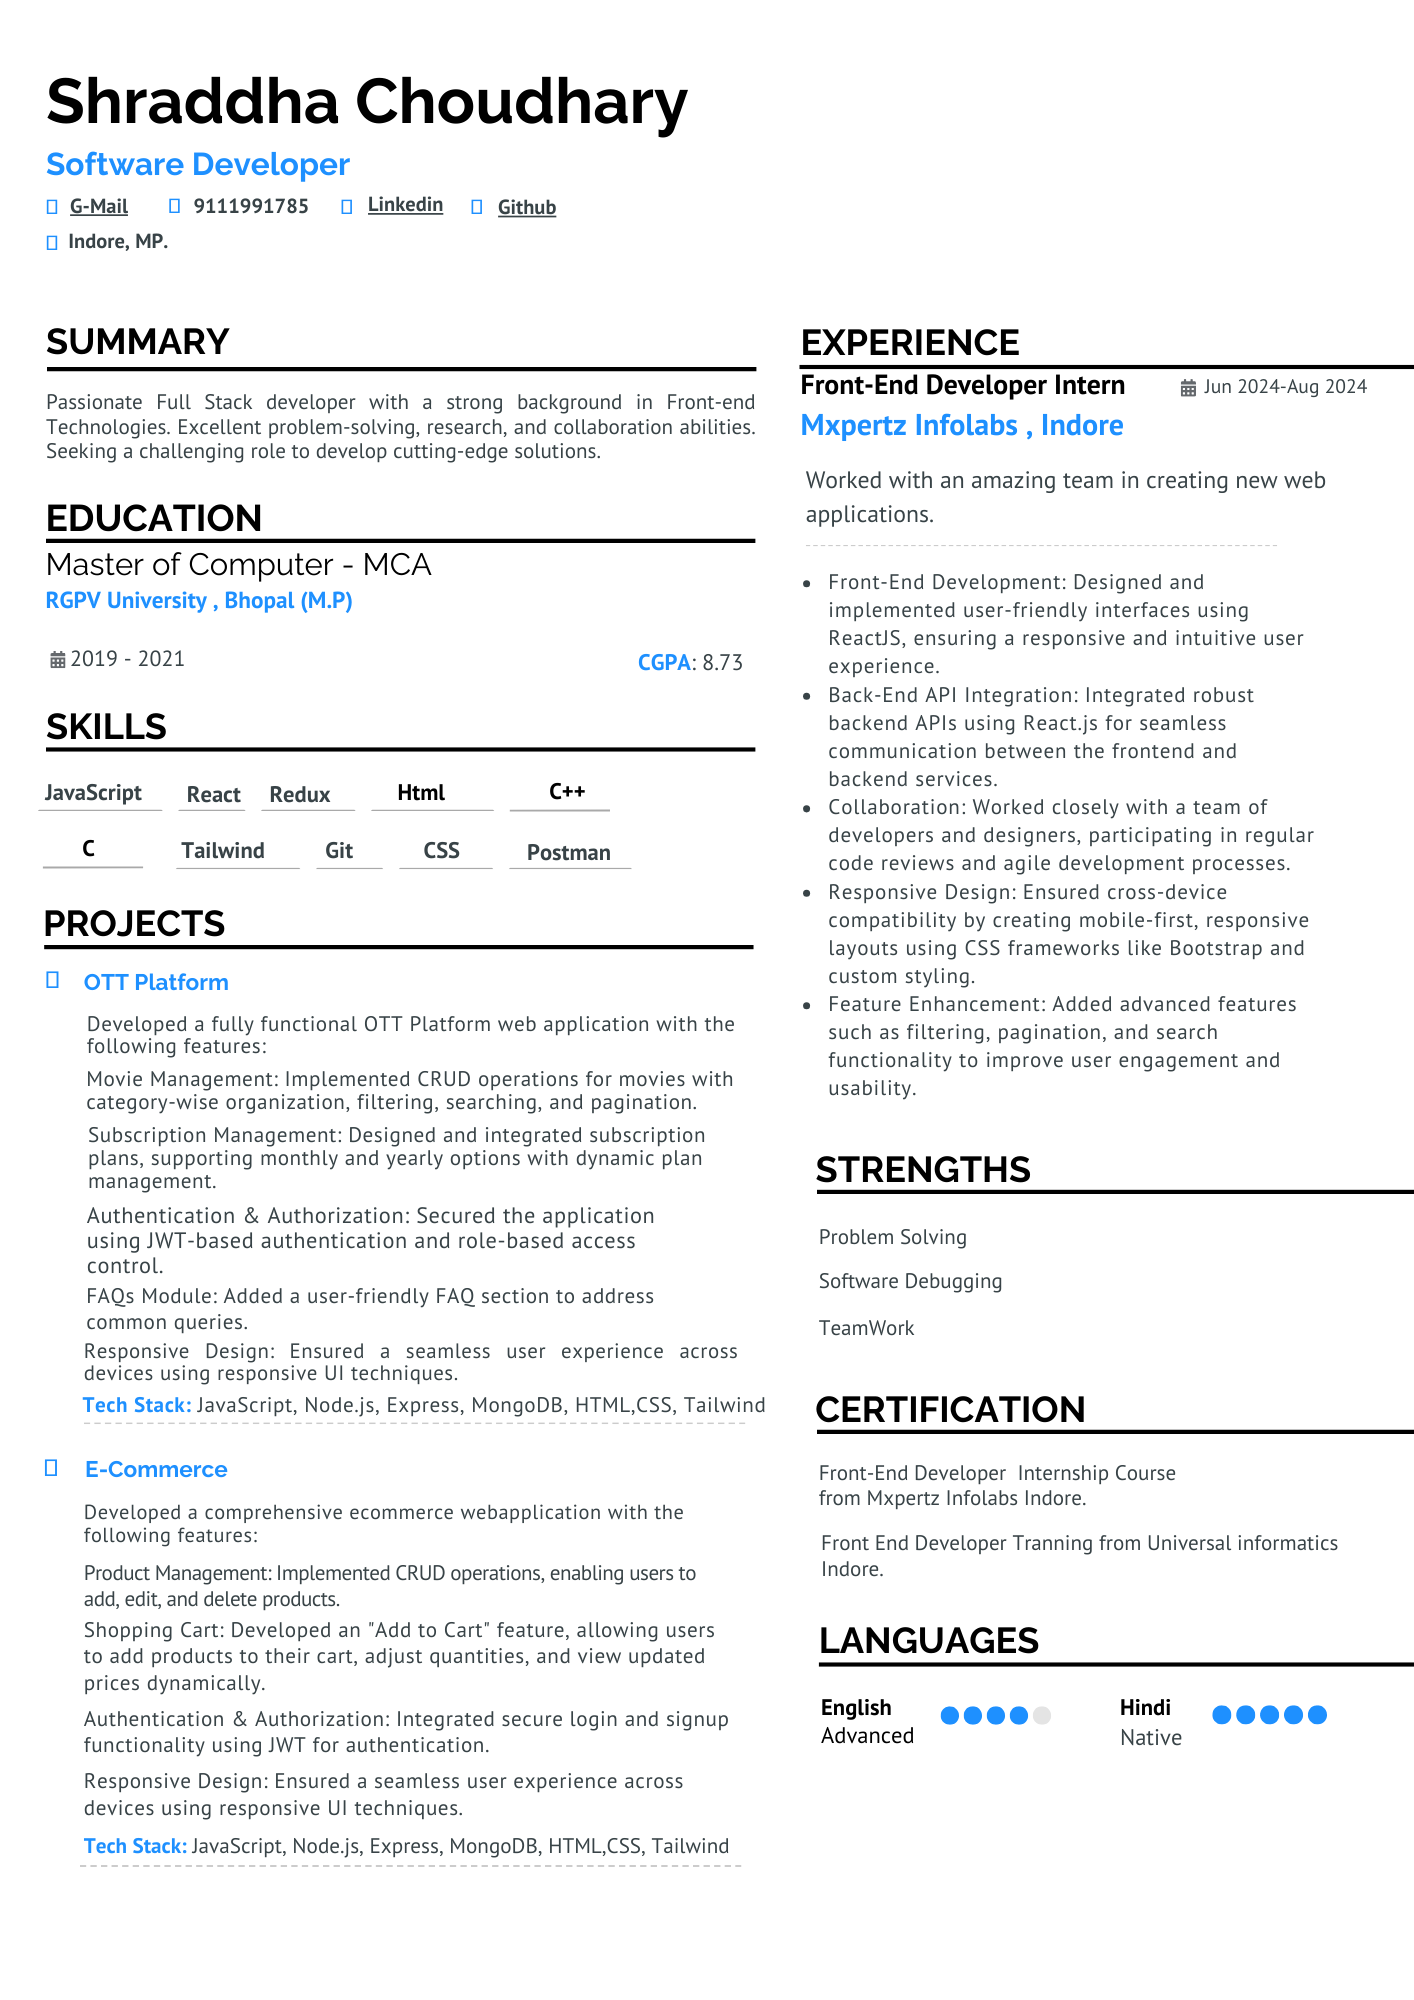 Shraddha Choudhary
Software Developer
G-Mail 9111991785 Linkedin Github
Indore, MP.
SUMMARY
Passionate Full Stack developer with a strong background in Front-end
Technologies. Excellent problem-solving, research, and collaboration abilities.
Seeking a challenging role to develop cutting-edge solutions.
EDUCATION
Master of Computer - MCA
RGPV University , Bhopal (M.P)
2019 - 2021 CGPA: 8.73
SKILLS
JavaScript React Redux Html C++
C Tailwind Git CSS Postman
PROJECTS
OTT Platform
Developed a fully functional OTT Platform web application with the
following features:
Movie Management: Implemented CRUD operations for movies with
category-wise organization, filtering, searching, and pagination.
Subscription Management: Designed and integrated subscription
plans, supporting monthly and yearly options with dynamic plan
management.
Authentication & Authorization: Secured the application
using JWT-based authentication and role-based access
control.
FAQs Module: Added a user-friendly FAQ section to address
common queries.
Responsive Design: Ensured a seamless user experience across
devices using responsive UI techniques.
Tech Stack: JavaScript, Node.js, Express, MongoDB, HTML,CSS, Tailwind
E-Commerce
Developed a comprehensive ecommerce webapplication with the
following features:
Product Management: Implemented CRUD operations, enabling users to
add, edit, and delete products.
Shopping Cart: Developed an "Add to Cart" feature, allowing users
to add products to their cart, adjust quantities, and view updated
prices dynamically.
Authentication & Authorization: Integrated secure login and signup
functionality using JWT for authentication.
Responsive Design: Ensured a seamless user experience across
devices using responsive UI techniques.
Tech Stack: JavaScript, Node.js, Express, MongoDB, HTML,CSS, Tailwind
EXPERIENCE
Front-End Developer Intern Jun 2024-Aug 2024
Mxpertz Infolabs , Indore
Worked with an amazing team in creating new web
applications.
• Front-End Development: Designed and
implemented user-friendly interfaces using
ReactJS, ensuring a responsive and intuitive user
experience.
• Back-End API Integration: Integrated robust
backend APIs using React.js for seamless
communication between the frontend and
backend services.
• Collaboration: Worked closely with a team of
developers and designers, participating in regular
code reviews and agile development processes.
• Responsive Design: Ensured cross-device
compatibility by creating mobile-first, responsive
layouts using CSS frameworks like Bootstrap and
custom styling.
• Feature Enhancement: Added advanced features
such as filtering, pagination, and search
functionality to improve user engagement and
usability.
STRENGTHS
Problem Solving
Software Debugging
TeamWork
CERTIFICATION
Front-End Developer Internship Course
from Mxpertz Infolabs Indore.
Front End Developer Tranning from Universal informatics
Indore.
LANGUAGES
English Hindi
Advanced Native